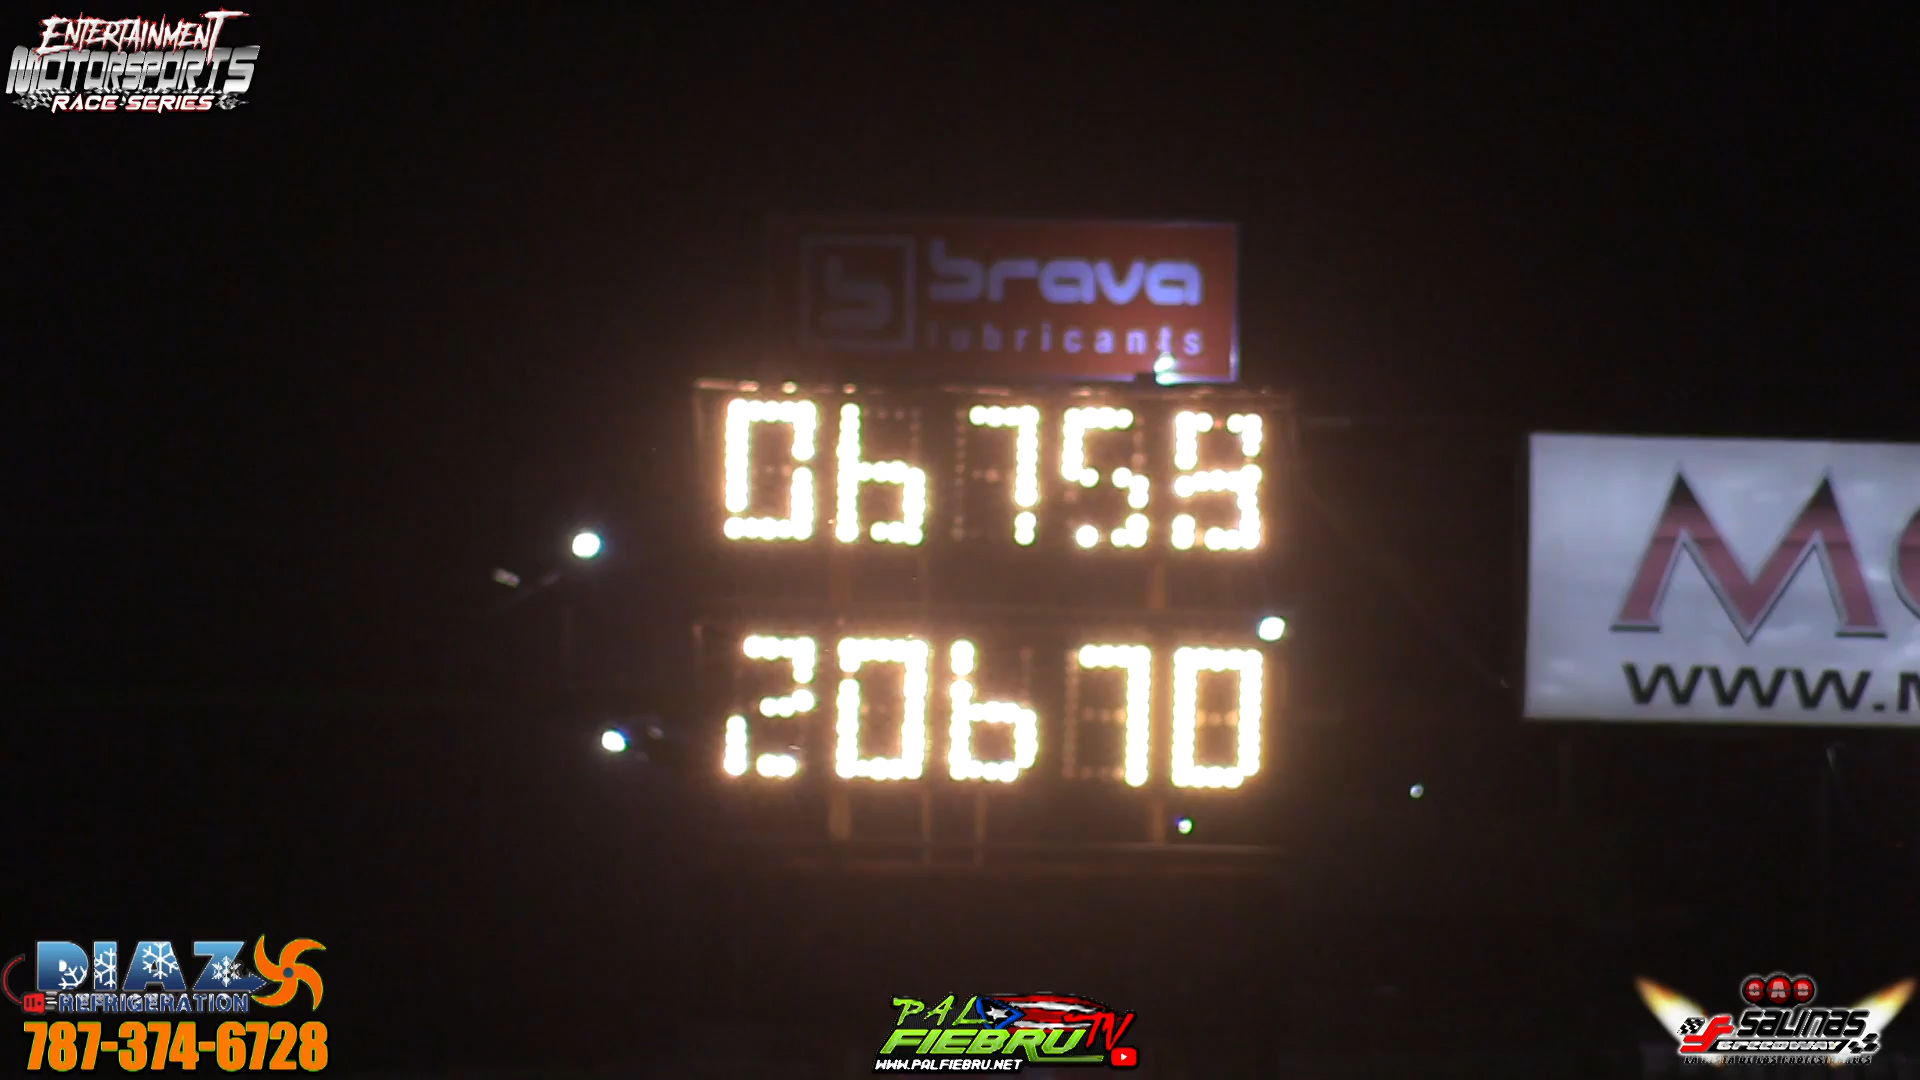 ENTERTAINMENT
MOTORSPORTS
RACE SERIES
brava
lubricants
06 759
206 70
WWW.
DIAZ
REFRIGERATION
787-374-6728
PAL
FIEBRU TV
WWW.PALFIEBRU.NET
CAB
SALINAS
SPEEDWAY